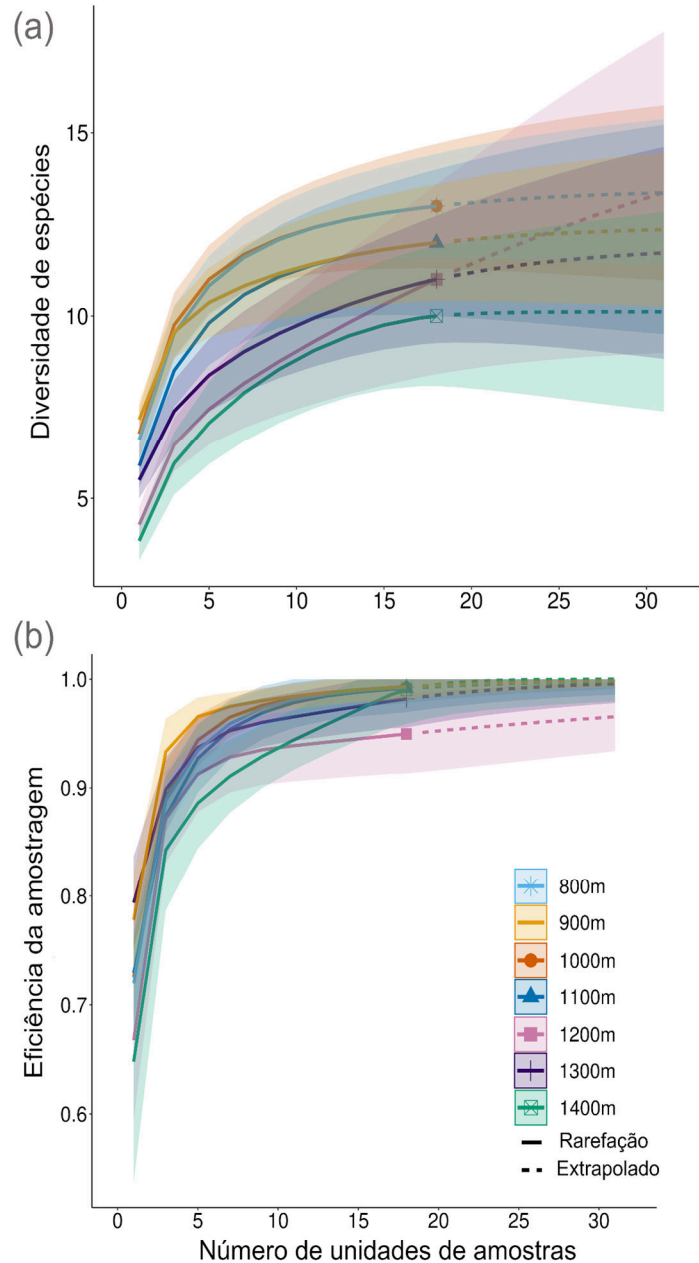 (a)
Diversidade de espécies
15
10
5
0 5 10 15 20 25 30
(b)
Eficiência da amostragem
1.0
0.9
0.8
0.7
0.6
800m
900m
1000m
1100m
1200m
1300m
1400m
Rarefação
Extrapolado
0 5 10 15 20 25 30
Número de unidades de amostras